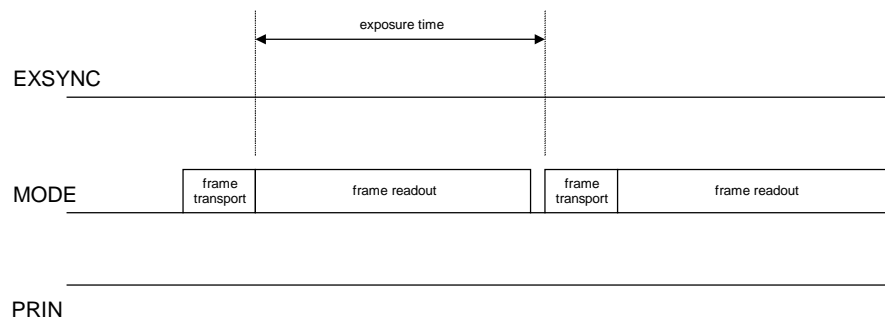 exposure time
EXSYNC
MODE
frame
transport
frame readout
frame
transport
frame readout
PRIN